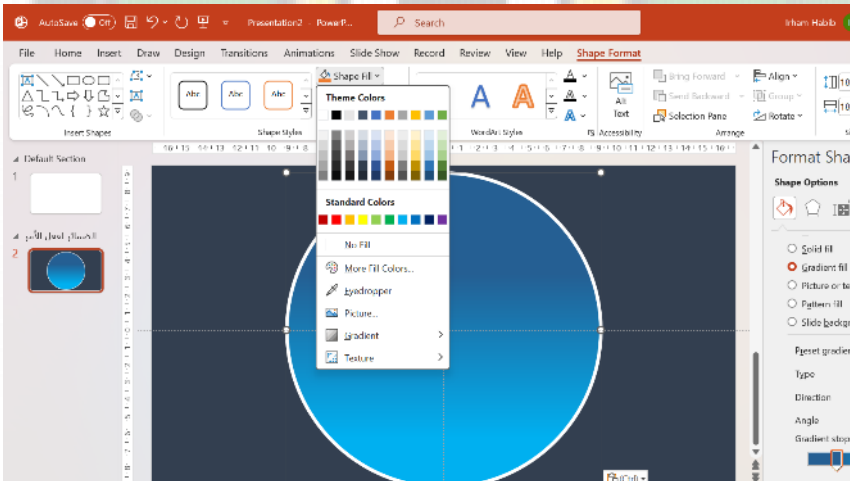 AutoSave Off Presentation2 - PowerP... Search Irham Habib
File Home Insert Draw Design Transitions Animations Slide Show Record Review View Help Shape Format
Shape Fill
Abc Abc Abc
Theme Colors
Standard Colors
No Fill
More Fill Colors...
Eyedropper
Picture...
Gradient
Texture
A A A A A
Alt
Text
Bring Forward
Send Backward
Selection Pane
Align
Group
Rotate
10
10
Insert Shapes Shape Styles WordArt Styles Accessibility Arrange
Default Section
1
2
Format Sha
Shape Options
Solid fill
Gradient fill
Picture or te
Pattern fill
Slide backgr
Preset gradie
Type
Direction
Angle
Gradient stop
(Ctrl)